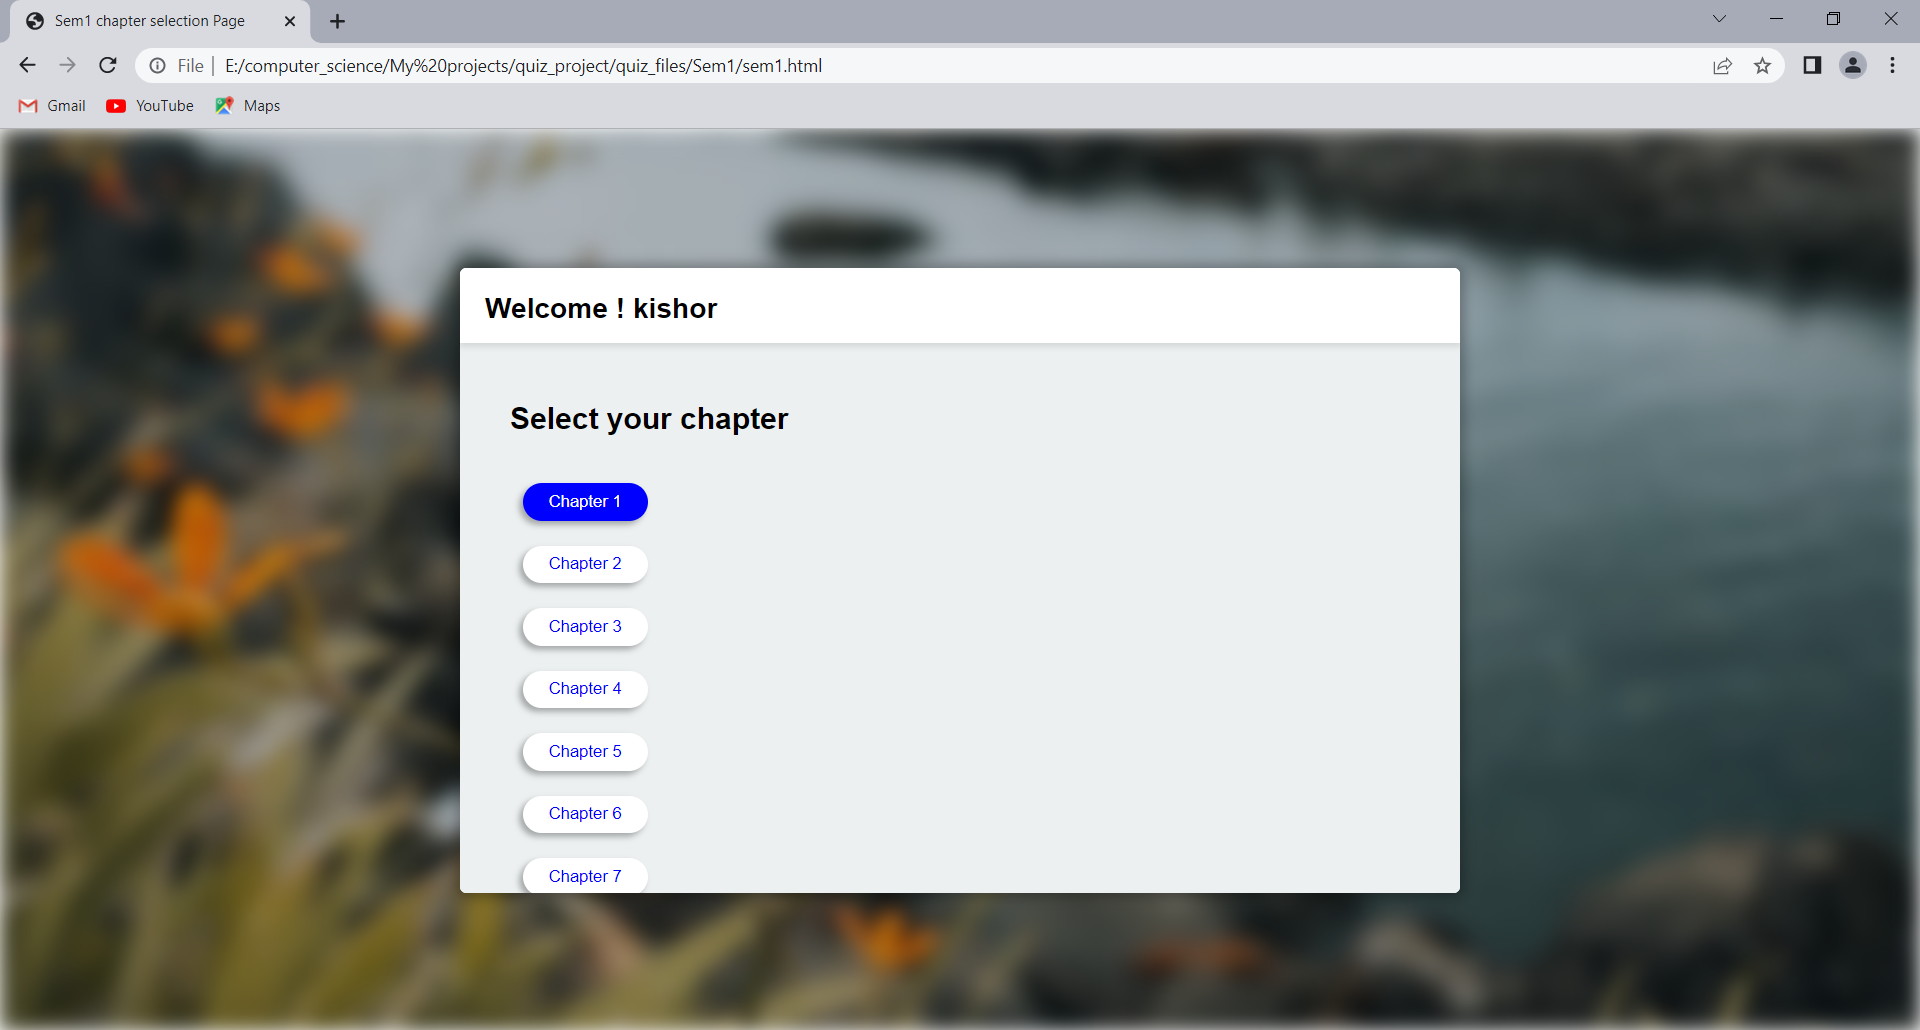 Sem1 chapter selection Page
File
E:/computer_science/My%20projects/quiz_project/quiz_files/Sem1/sem1.html
Gmail YouTube Maps
Welcome ! kishor
Select your chapter
Chapter 1
Chapter 2
Chapter 3
Chapter 4
Chapter 5
Chapter 6
Chapter 7